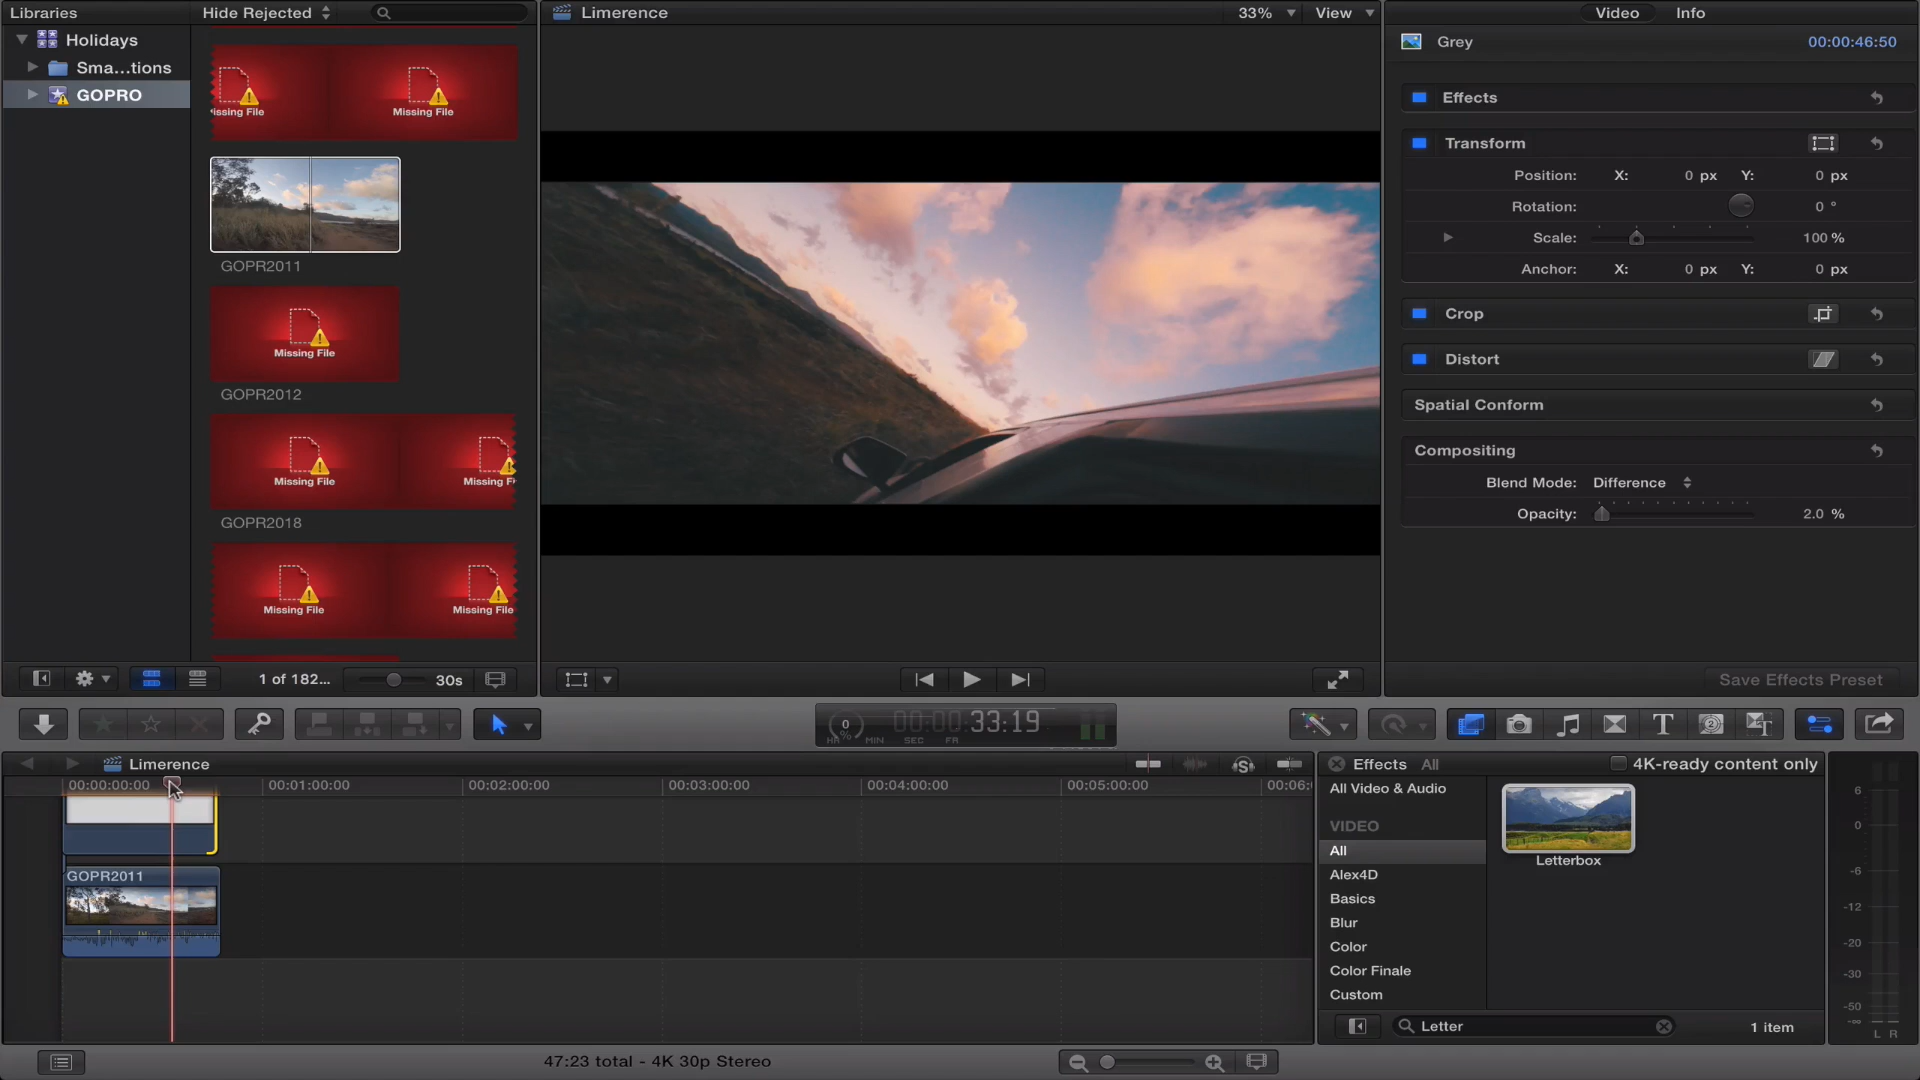 Libraries
Hide Rejected
Limerence
33%
View
Video
Info
Holidays
Sma...tions
GOPRO
issing File
Missing File
GOPR2011
Missing File
GOPR2012
Missing File
Missing F
GOPR2018
Missing File
Missing File
Grey
00:00:46:50
Effects
Transform
Position: X: 0 px Y: 0 px
Rotation: 0 °
Scale: 100 %
Anchor: X: 0 px Y: 0 px
Crop
Distort
Spatial Conform
Compositing
Blend Mode: Difference
Opacity: 2.0 %
1 of 182...
30s
Save Effects Preset
0
%
HR MIN SEC FR
00:00:33:19
Limerence
00:00:00:00
00:01:00:00
00:02:00:00
00:03:00:00
00:04:00:00
00:05:00:00
00:06:
GOPR2011
Effects All
4K-ready content only
All Video & Audio
VIDEO
All
Alex4D
Basics
Blur
Color
Color Finale
Custom
Letterbox
Letter
1 item
6
0
-6
-12
-20
-30
-50
-∞
L R
47:23 total - 4K 30p Stereo